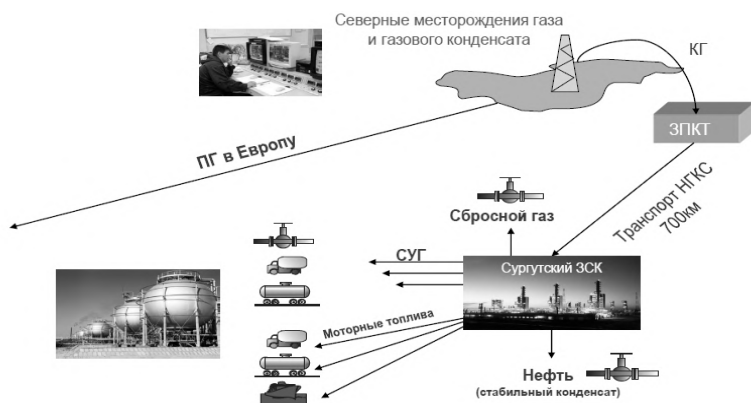 Северные месторождения газа
и газового конденсата
КГ
ЗПКТ
ПГ в Европу
Транспорт НГКС
700км
Сбросной газ
СУГ
Сургутский ЗСК
Моторные топлива
Нефть
(стабильный конденсат)